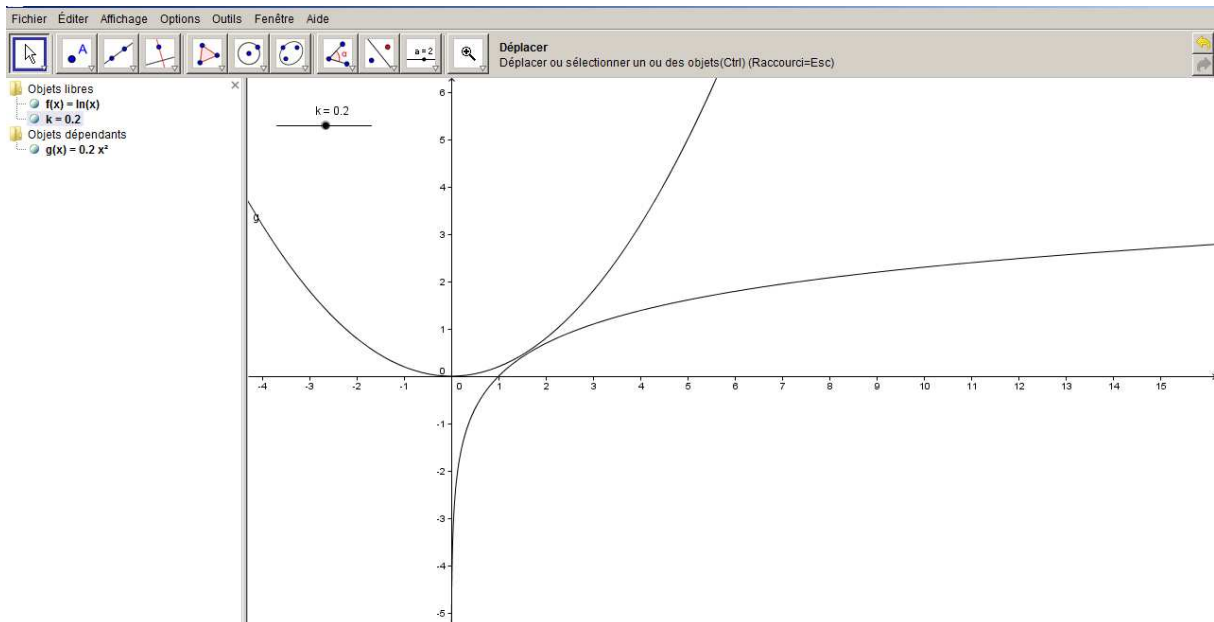 Fichier Éditer Affichage Options Outils Fenêtre Aide
A
α
a = 2
Déplacer
Déplacer ou sélectionner un ou des objets(Ctrl) (Raccourci=Esc)
Objets libres
f(x) = ln(x)
k = 0.2
Objets dépendants
g(x) = 0.2 x²
k = 0.2
g
6
5
4
3
2
1
0
-1
-2
-3
-4
-5
-4 -3 -2 -1 0 1 2 3 4 5 6 7 8 9 10 11 12 13 14 15